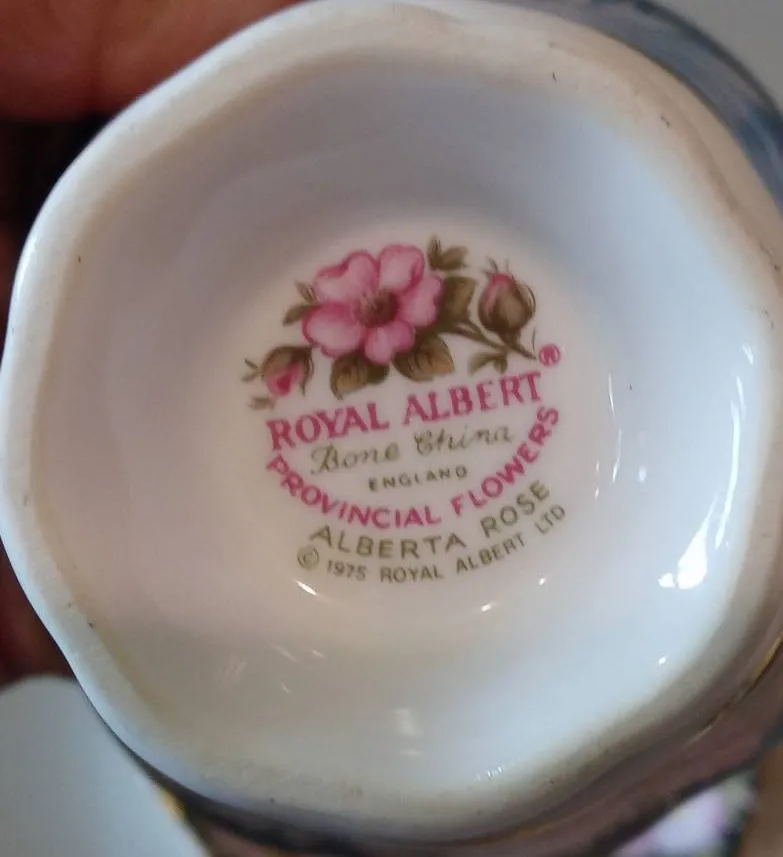 ROYAL ALBERT®
Bone China
ENGLAND
PROVINCIAL FLOWERS
ALBERTA ROSE
© 1975 ROYAL ALBERT LTD